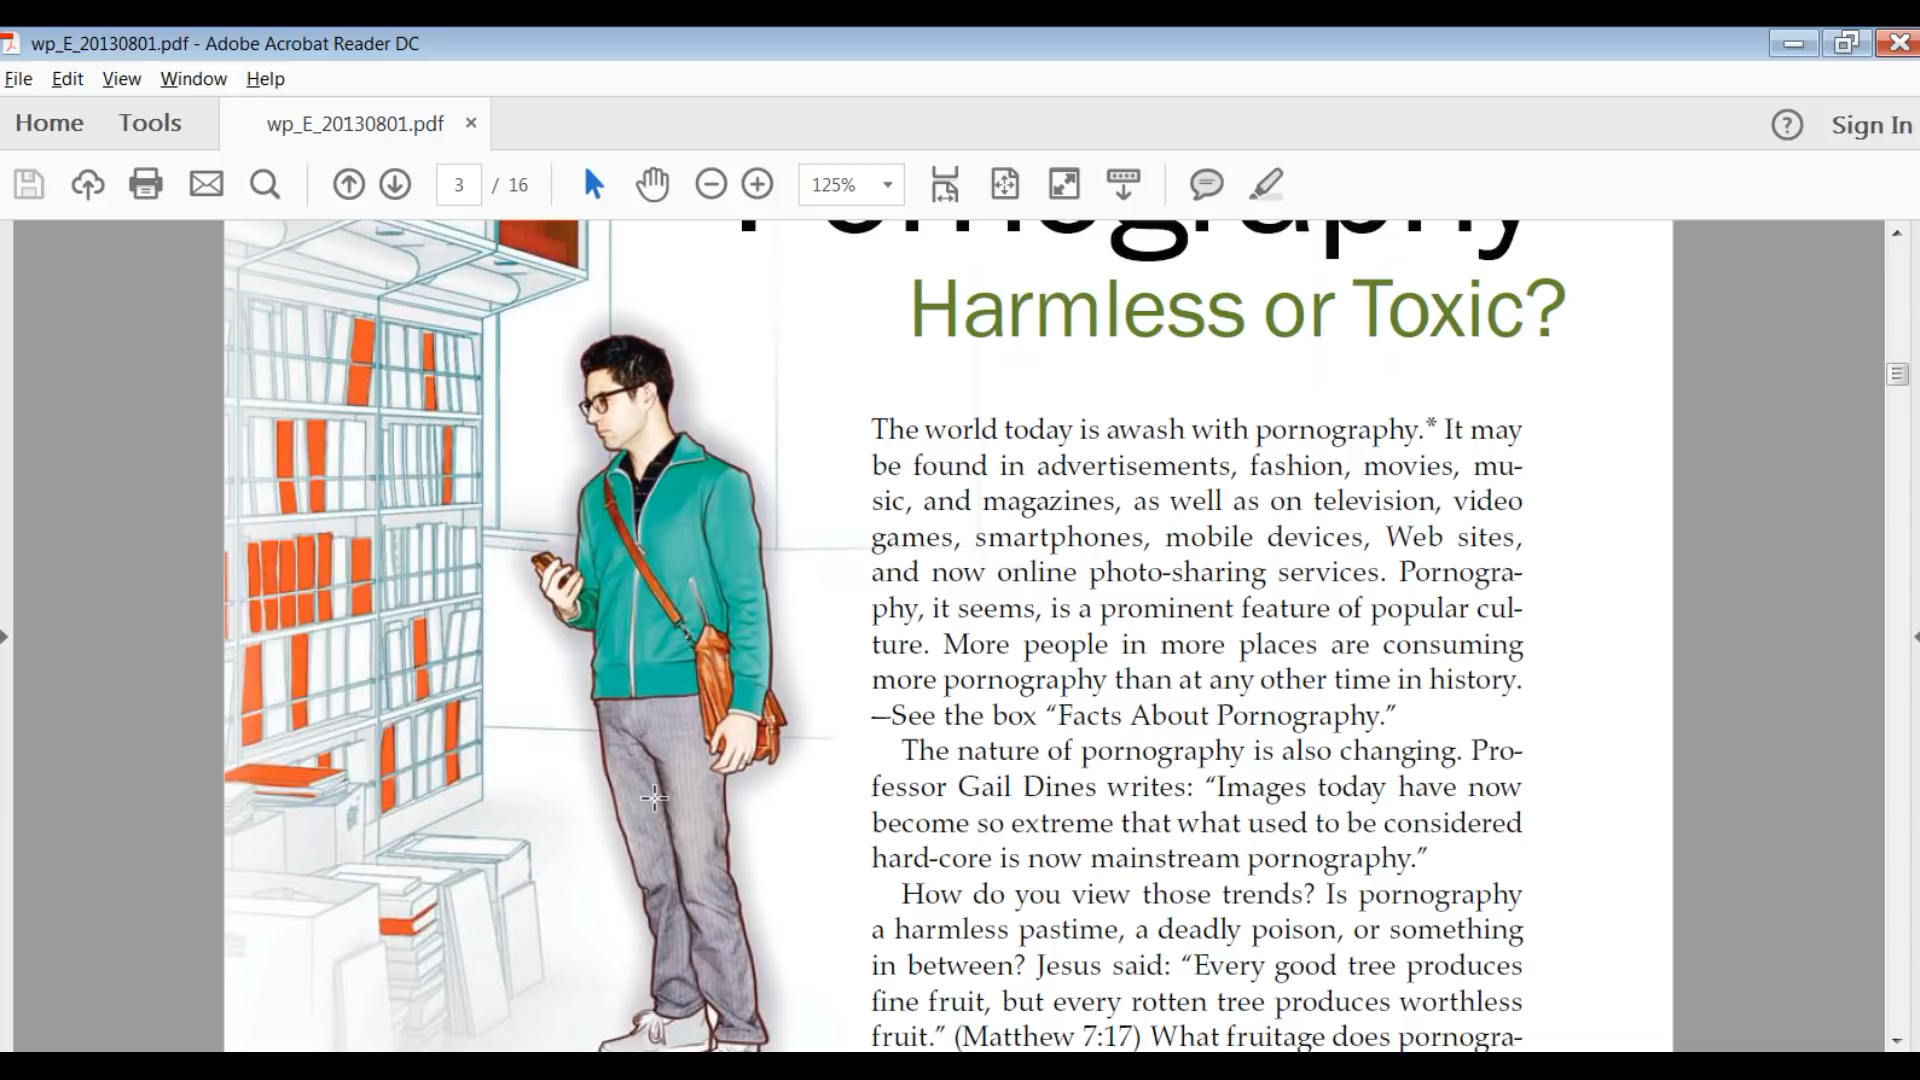 wp_E_20130801.pdf - Adobe Acrobat Reader DC
File Edit View Window Help
Home Tools wp_E_20130801.pdf × ? Sign In
3 / 16 125%
Pornography
Harmless or Toxic?
The world today is awash with pornography.* It may
be found in advertisements, fashion, movies, mu-
sic, and magazines, as well as on television, video
games, smartphones, mobile devices, Web sites,
and now online photo-sharing services. Pornogra-
phy, it seems, is a prominent feature of popular cul-
ture. More people in more places are consuming
more pornography than at any other time in history.
—See the box “Facts About Pornography.”
The nature of pornography is also changing. Pro-
fessor Gail Dines writes: “Images today have now
become so extreme that what used to be considered
hard-core is now mainstream pornography.”
How do you view those trends? Is pornography
a harmless pastime, a deadly poison, or something
in between? Jesus said: “Every good tree produces
fine fruit, but every rotten tree produces worthless
fruit.” (Matthew 7:17) What fruitage does pornogra-